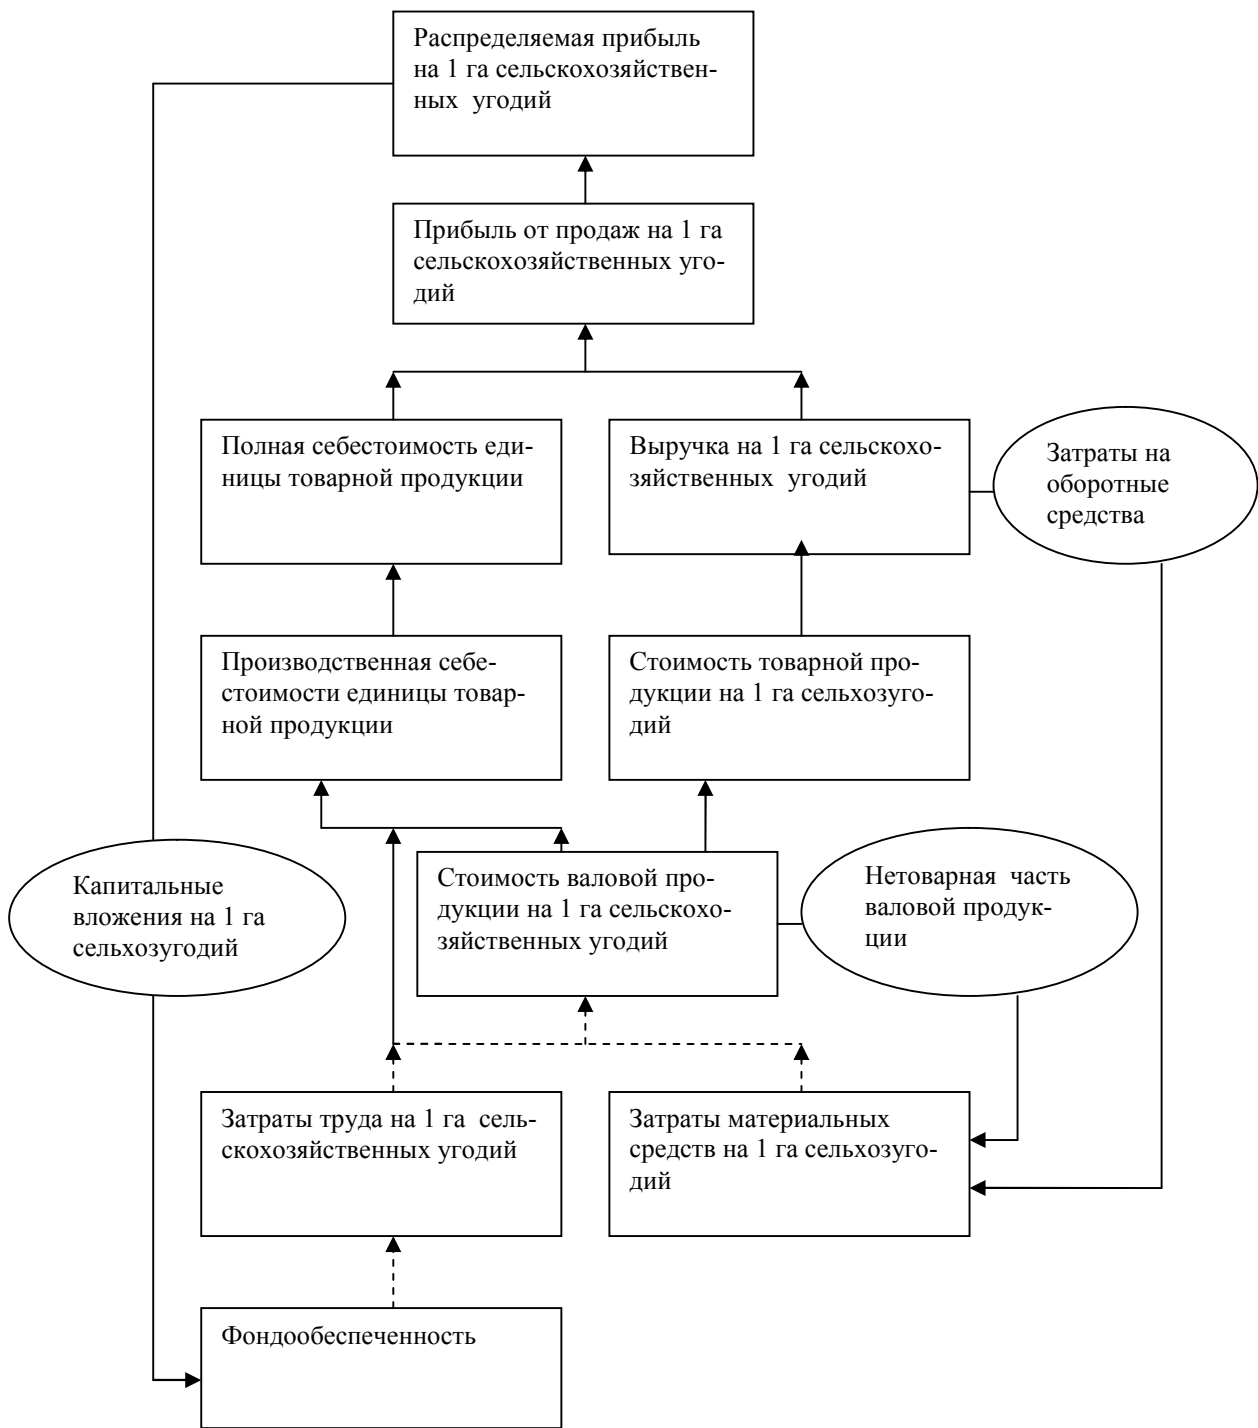 Распределяемая прибыль
на 1 га сельскохозяйствен-
ных угодий
Прибыль от продаж на 1 га
сельскохозяйственных уго-
дий
Полная себестоимость еди-
ницы товарной продукции
Выручка на 1 га сельскохо-
зяйственных угодий
Затраты на
оборотные
средства
Производственная себе-
стоимости единицы товар-
ной продукции
Стоимость товарной про-
дукции на 1 га сельхозуго-
дий
Капитальные
вложения на 1 га
сельхозугодий
Стоимость валовой про-
дукции на 1 га сельскохо-
зяйственных угодий
Нетоварная часть
валовой продук-
ции
Затраты труда на 1 га сель-
скохозяйственных угодий
Затраты материальных
средств на 1 га сельхозуго-
дий
Фондообеспеченность